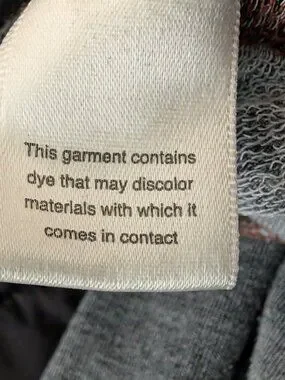 This garment contains
dye that may discolor
materials with which it
comes in contact